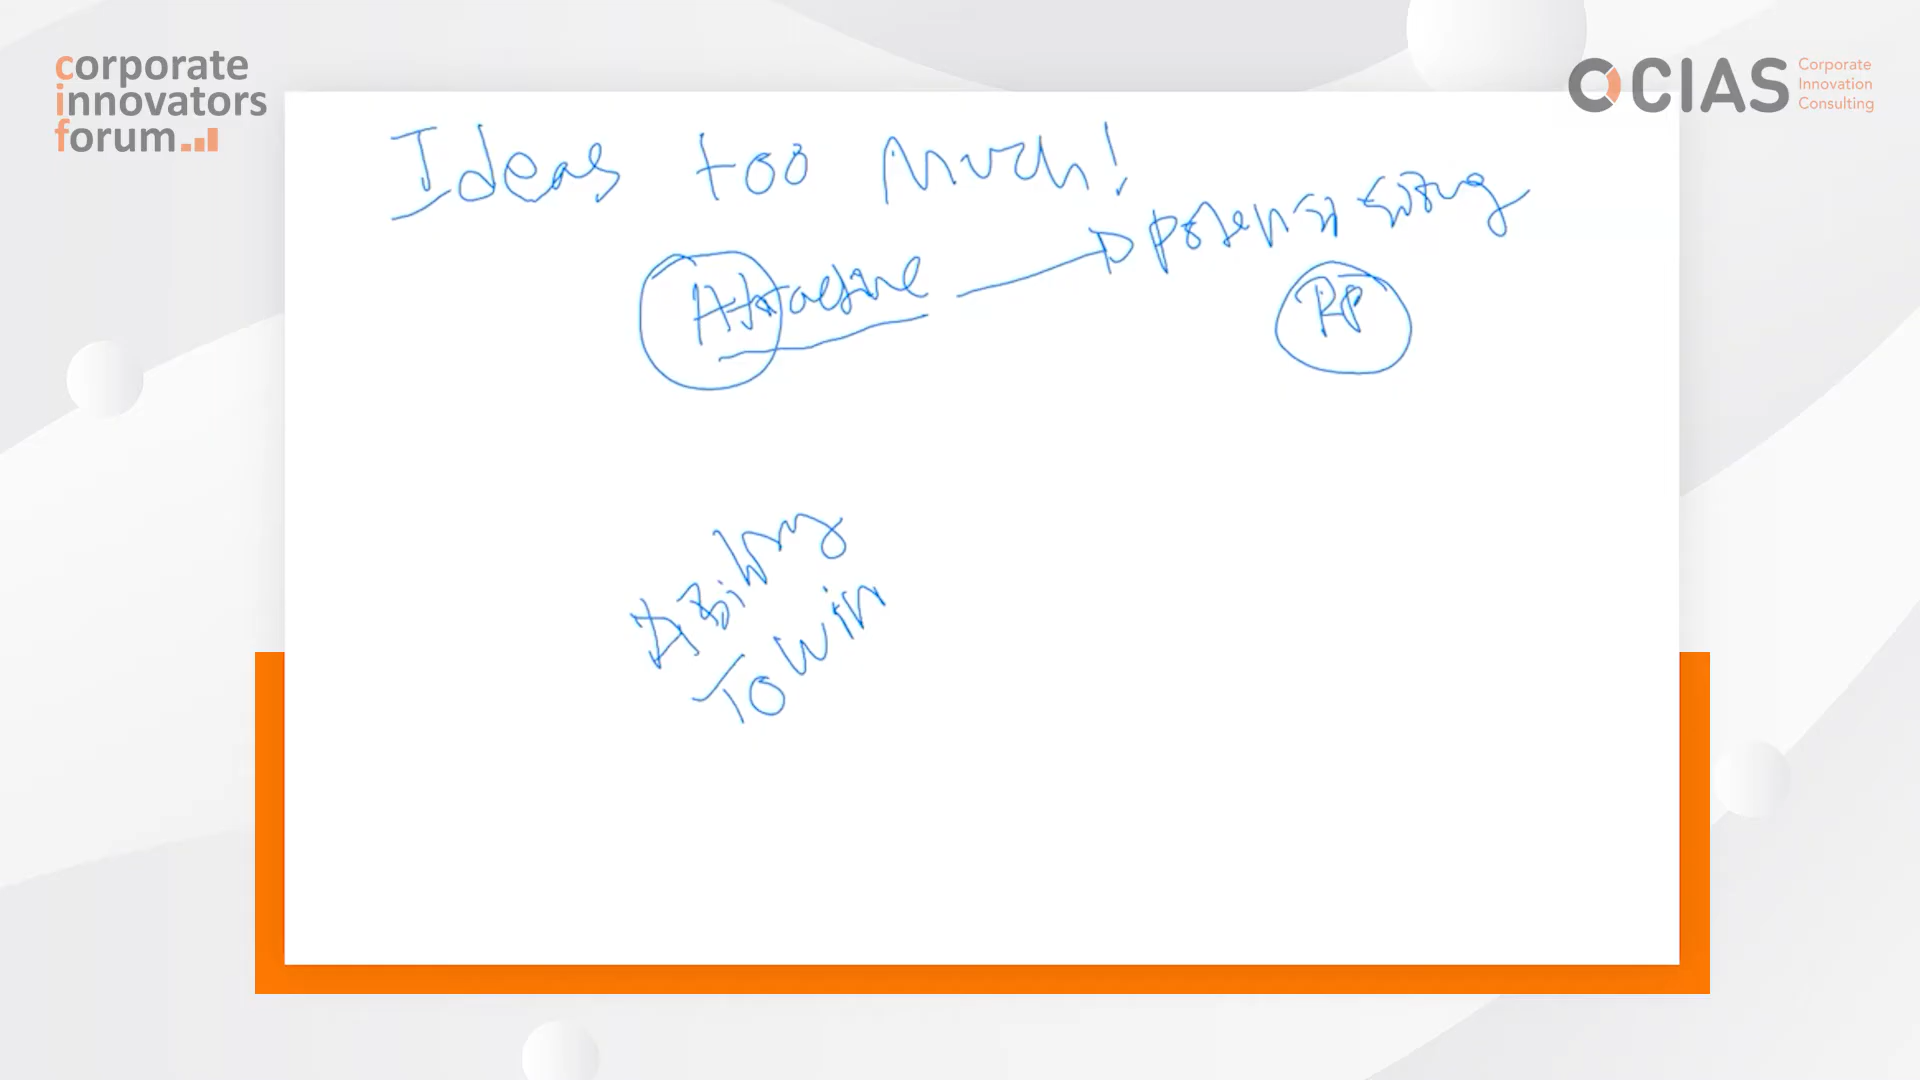 corporate
innovators
forum
CIAS
Corporate
Innovation
Consulting
Ideas too Much!
Attractive
RP
Ability
To Win